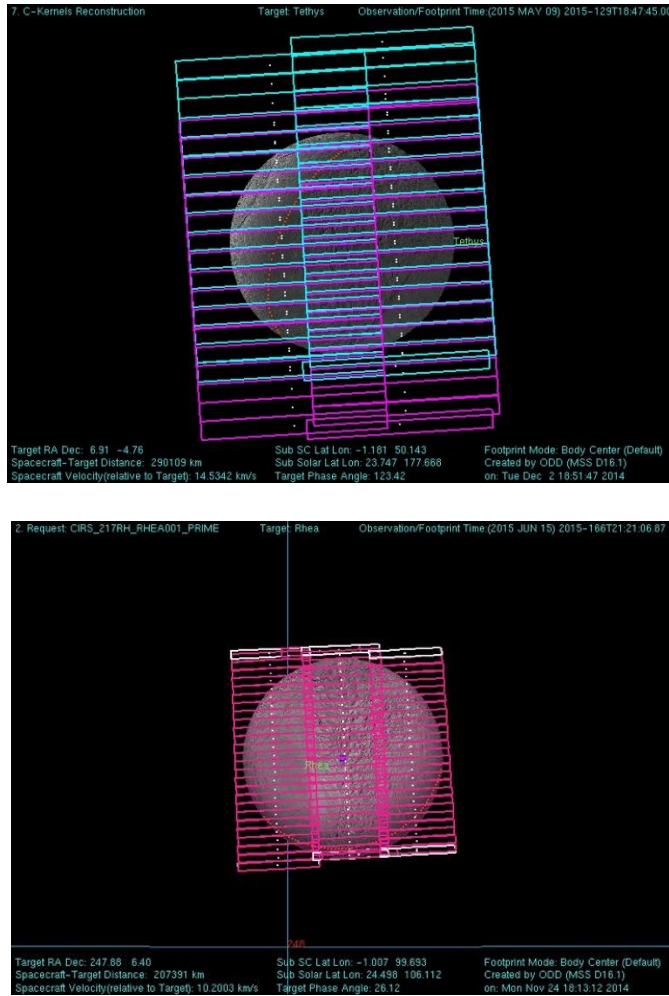 7. C-Kernels Reconstruction Target: Tethys Observation/Footprint Time:(2015 MAY 09) 2015-129T18:47:45.00
Tethys
Target RA Dec: 6.91 -4.76 Sub SC Lat Lon: -1.181 50.143 Footprint Mode: Body Center (Default)
Spacecraft-Target Distance: 290109 km Sub Solar Lat Lon: 23.747 177.668 Created by ODD (MSS D16.1)
Spacecraft Velocity(relative to Target): 14.5342 km/s Target Phase Angle: 123.42 on: Tue Dec 2 18:51:47 2014
2. Request: CIRS_217RH_RHEA001_PRIME Target: Rhea Observation/Footprint Time:(2015 JUN 15) 2015-166T21:21:06.87
Rhea
248
Target RA Dec: 247.88 6.40 Sub SC Lat Lon: -1.007 99.693 Footprint Mode: Body Center (Default)
Spacecraft-Target Distance: 207391 km Sub Solar Lat Lon: 24.498 106.112 Created by ODD (MSS D16.1)
Spacecraft Velocity(relative to Target): 10.2003 km/s Target Phase Angle: 26.12 on: Mon Nov 24 18:13:12 2014